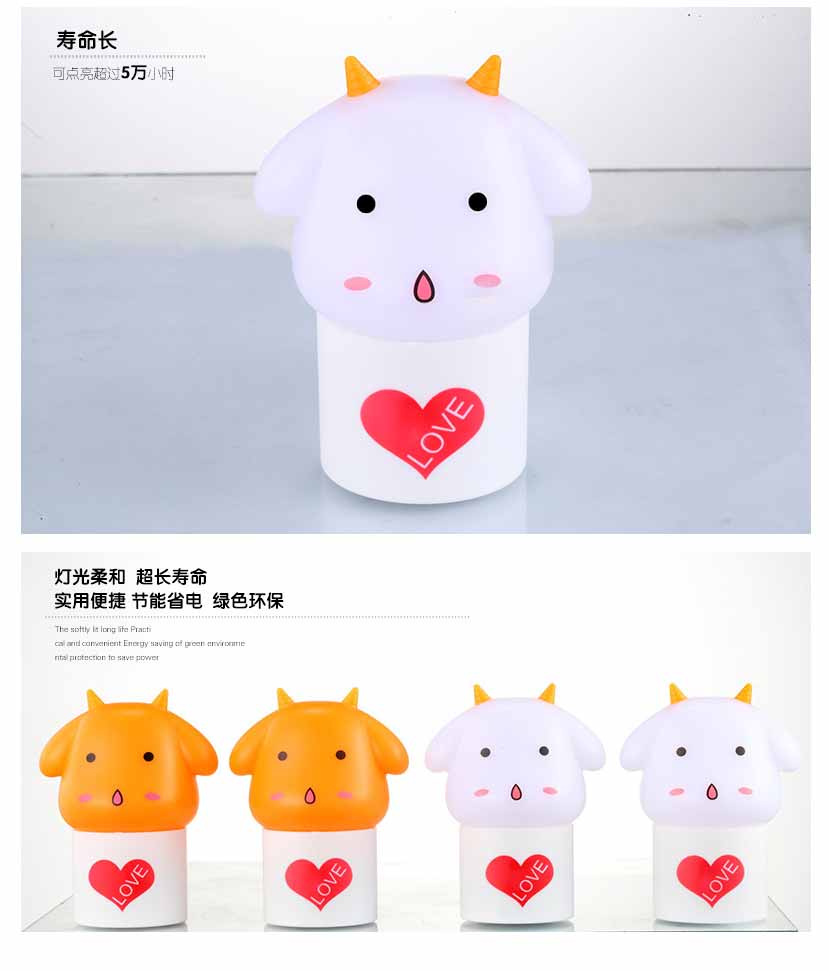 寿命长
可点亮超过5万小时
LOVE
灯光柔和 超长寿命
实用便捷 节能省电 绿色环保
The softly lit long life Practi
cal and convenient Energy saving of green environme
ntal protection to save power
LOVE
LOVE
LOVE
LOVE